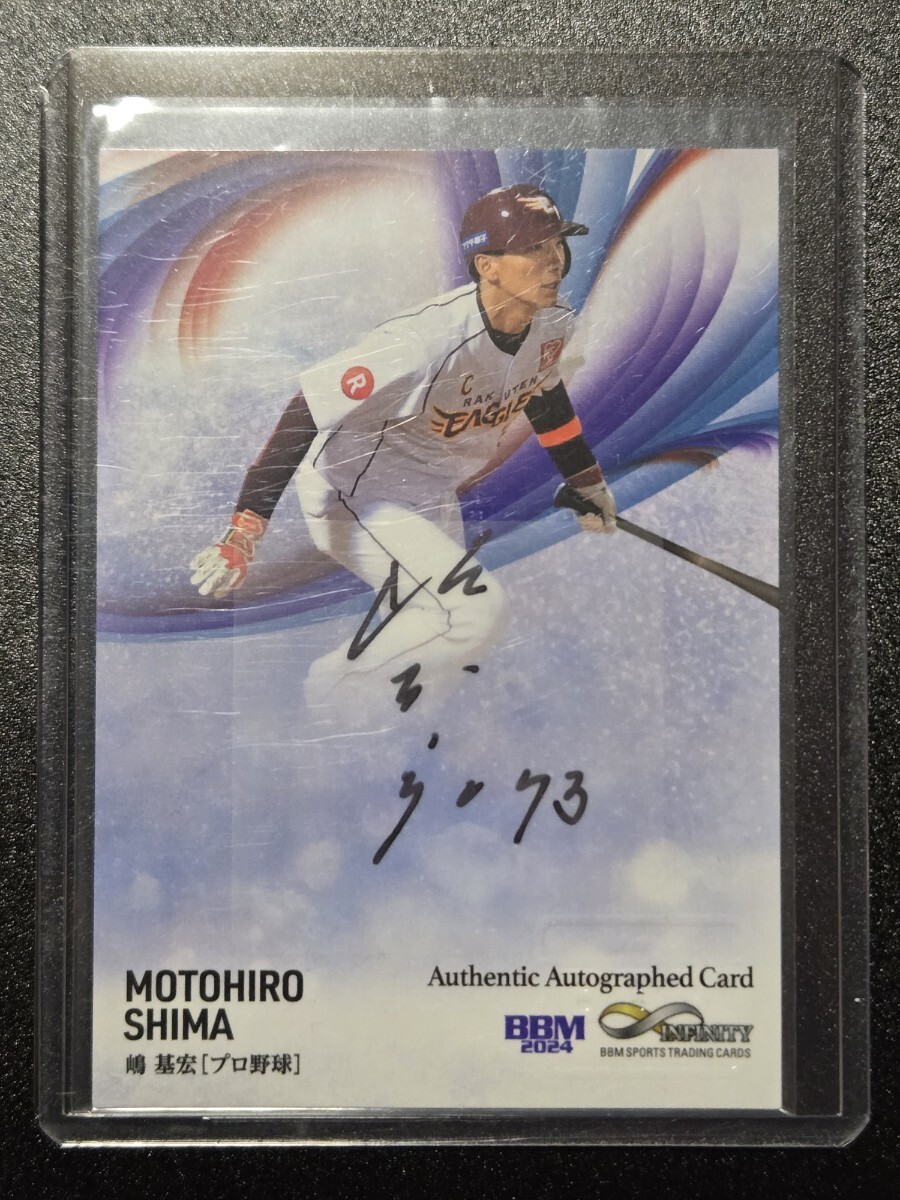 C
RAKUTEN
EAGLES
R
73
MOTOHIRO
SHIMA
嶋 基宏[プロ野球]
Authentic Autographed Card
BBM
2024
INFINITY
BBM SPORTS TRADING CARDS